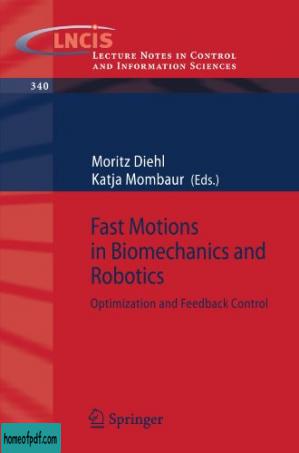 LNCIS
LECTURE NOTES IN CONTROL
AND INFORMATION SCIENCES
340
Moritz Diehl
Katja Mombaur (Eds.)
Fast Motions
in Biomechanics and
Robotics
Optimization and Feedback Control
Springer
homeofpdf.com